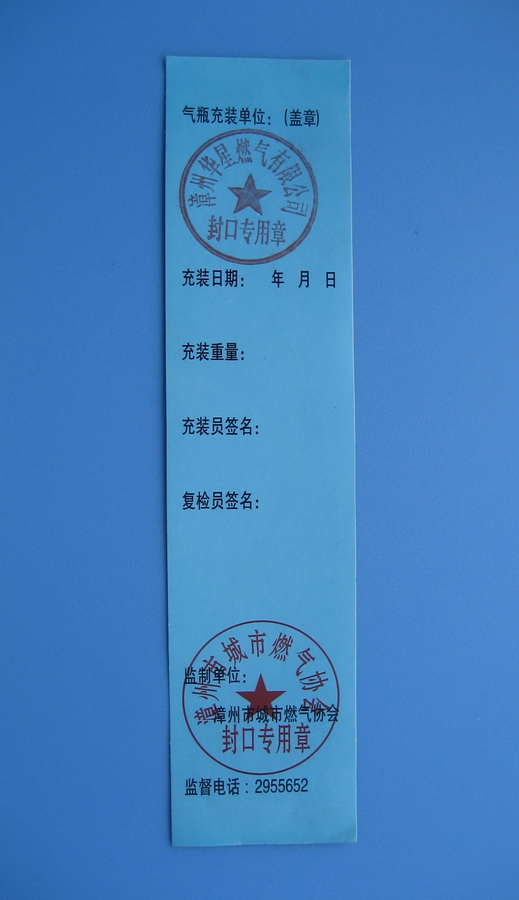 气瓶充装单位：(盖章)
漳州华星燃气有限公司
封口专用章
充装日期： 年 月 日
充装重量：
充装员签名：
复检员签名：
漳州市城市燃气协会
监制单位：
漳州市城市燃气协会
封口专用章
监督电话：2955652